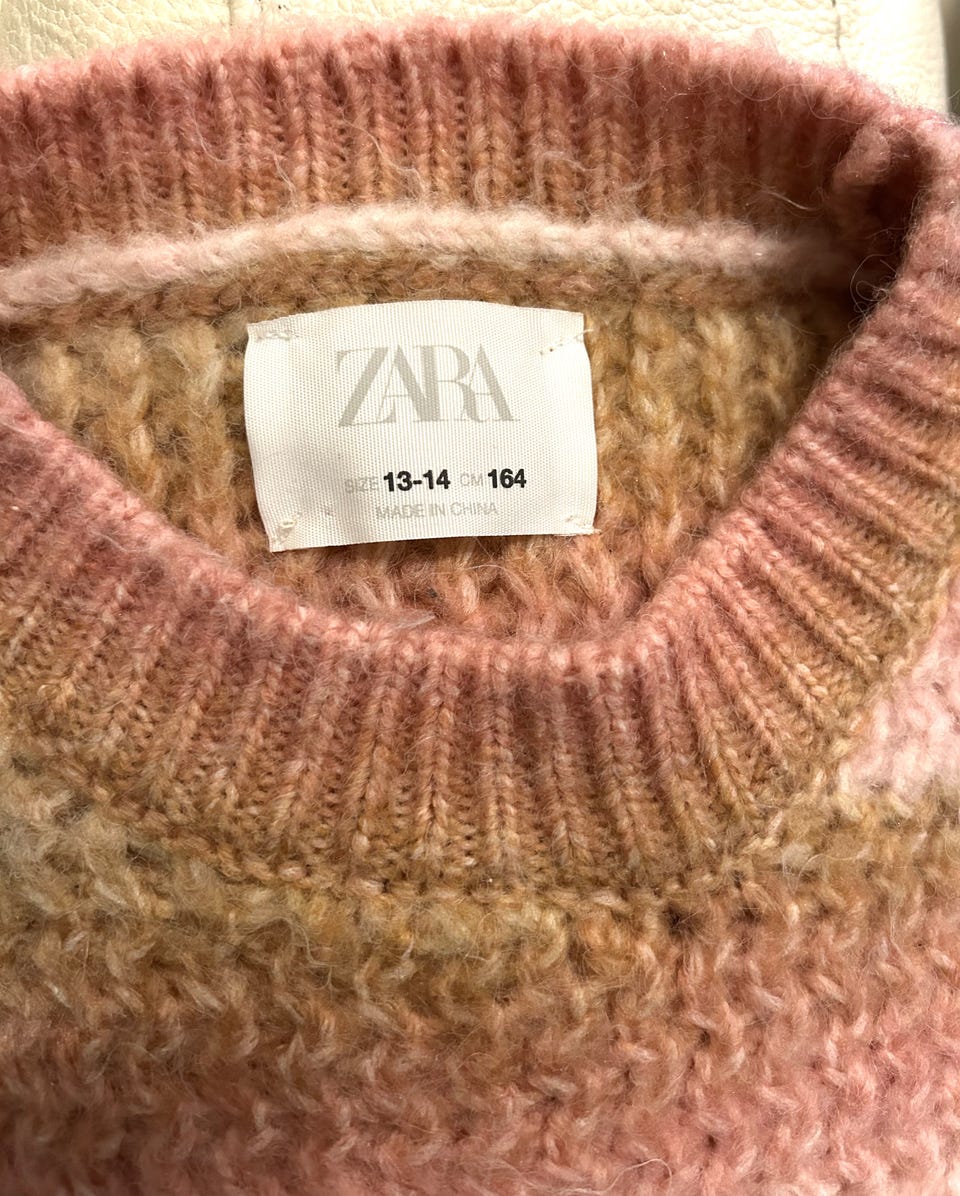 ZARA
SIZE 13-14 CM 164
MADE IN CHINA